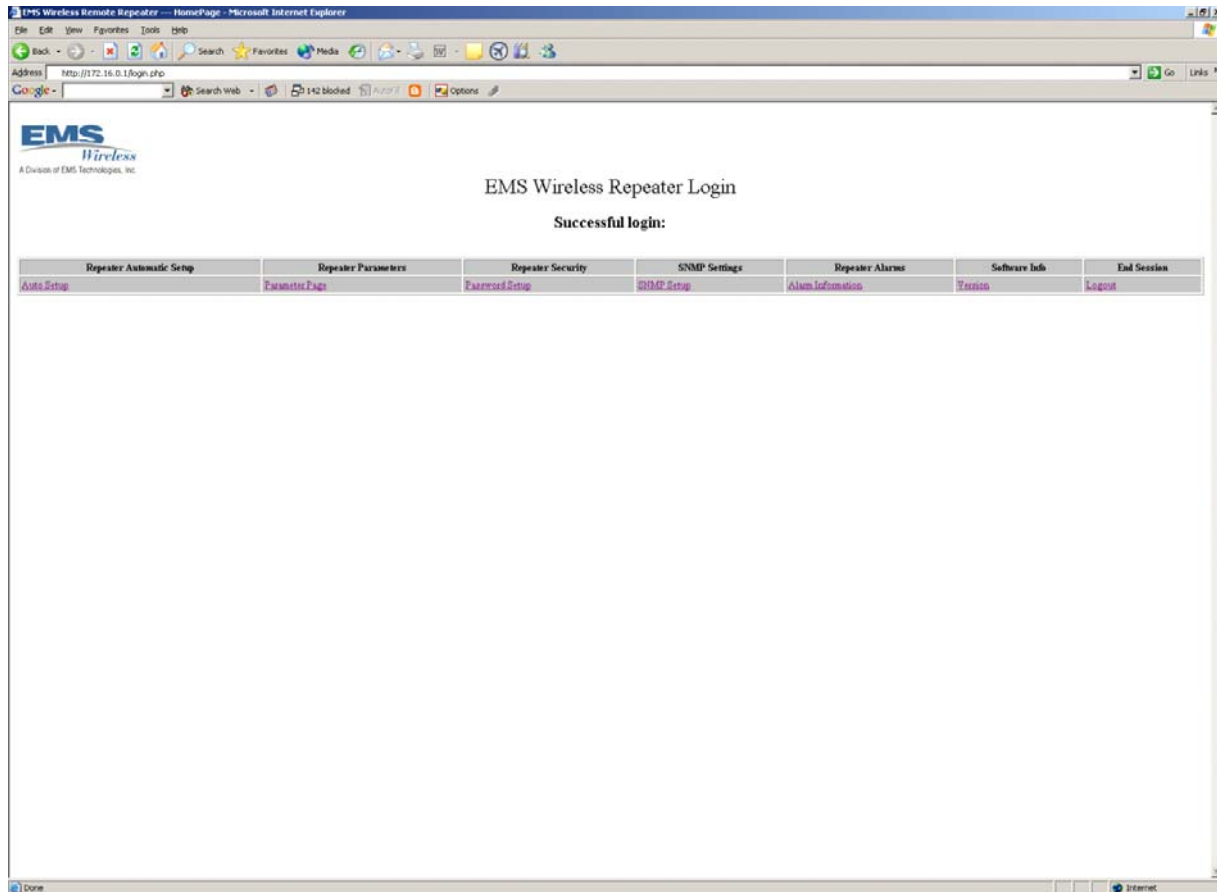 EMS Wireless Remote Repeater --- HomePage - Microsoft Internet Explorer
File Edit View Favorites Tools Help
Back Search Favorites Media
Address http://172.16.0.1/login.php Go Links
Google Search Web 142 blocked AutoFill Options
EMS
Wireless
A Division of EMS Technologies, Inc.
EMS Wireless Repeater Login
Successful login:
Repeater Automatic Setup Repeater Parameters Repeater Security SNMP Settings Repeater Alarms Software Info End Session
Auto Setup Parameter Page Password Setup SNMP Setup Alarm Information Version Logout
Done Internet